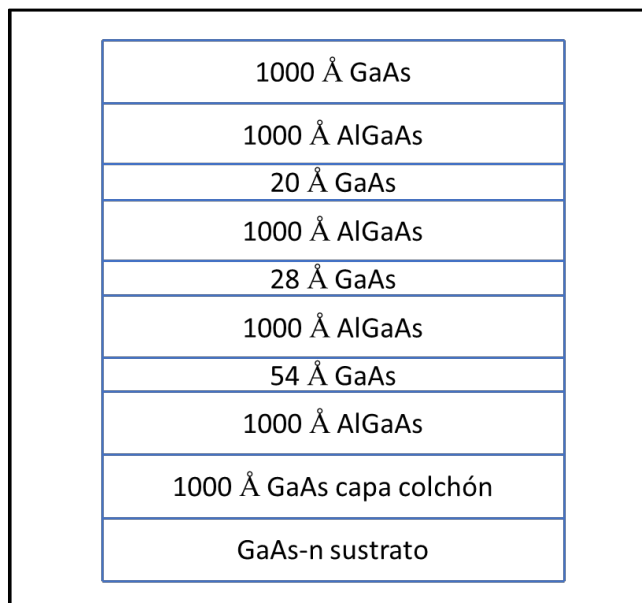 1000 Å GaAs
1000 Å AlGaAs
20 Å GaAs
1000 Å AlGaAs
28 Å GaAs
1000 Å AlGaAs
54 Å GaAs
1000 Å AlGaAs
1000 Å GaAs capa colchón
GaAs-n sustrato